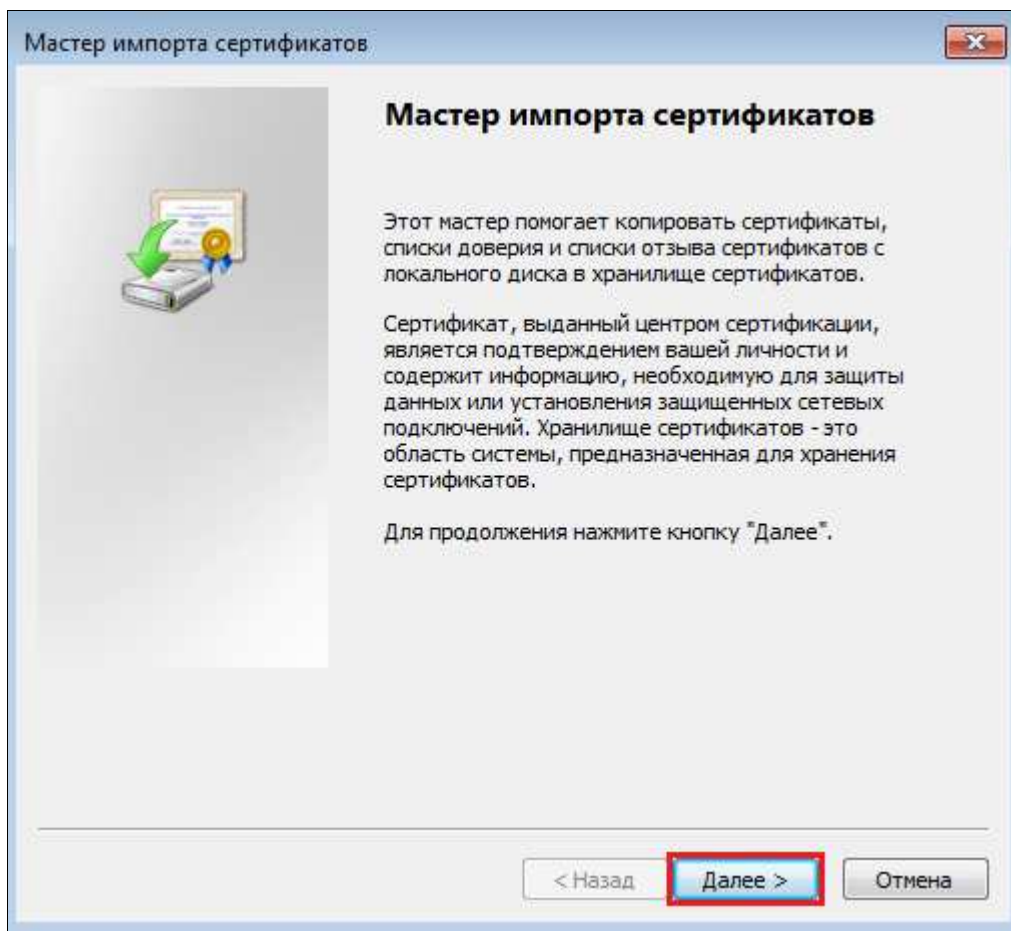 Мастер импорта сертификатов
Мастер импорта сертификатов
Этот мастер помогает копировать сертификаты,
списки доверия и списки отзыва сертификатов с
локального диска в хранилище сертификатов.
Сертификат, выданный центром сертификации,
является подтверждением вашей личности и
содержит информацию, необходимую для защиты
данных или установления защищенных сетевых
подключений. Хранилище сертификатов - это
область системы, предназначенная для хранения
сертификатов.
Для продолжения нажмите кнопку "Далее".
< Назад
Далее >
Отмена